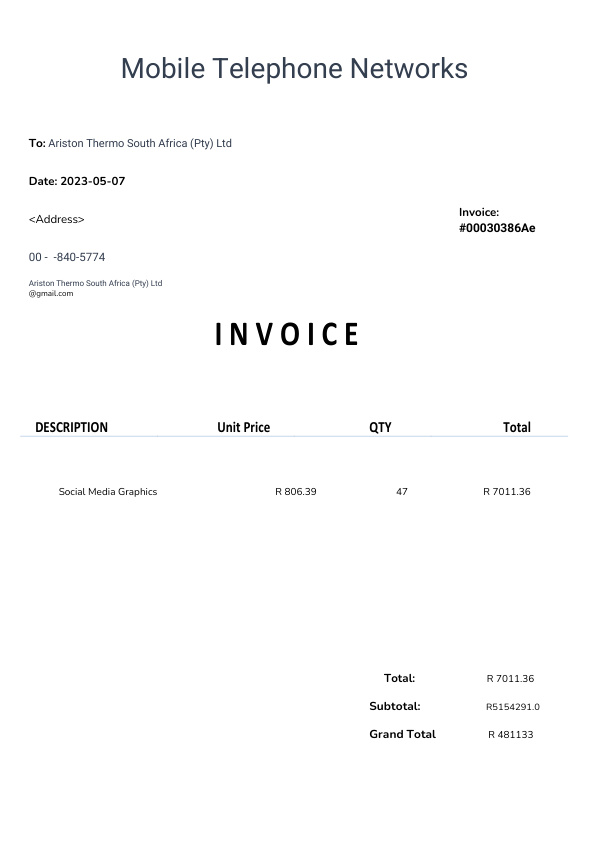 Mobile Telephone Networks
To: Ariston Thermo South Africa (Pty) Ltd
Date: 2023-05-07
<Address>
Invoice:
#00030386Ae
00 -  -840-5774
Ariston Thermo South Africa (Pty) Ltd
@gmail.com
INVOICE
DESCRIPTION Unit Price QTY Total
Social Media Graphics R 806.39 47 R 7011.36
Total: R 7011.36
Subtotal: R5154291.0
Grand Total R 481133